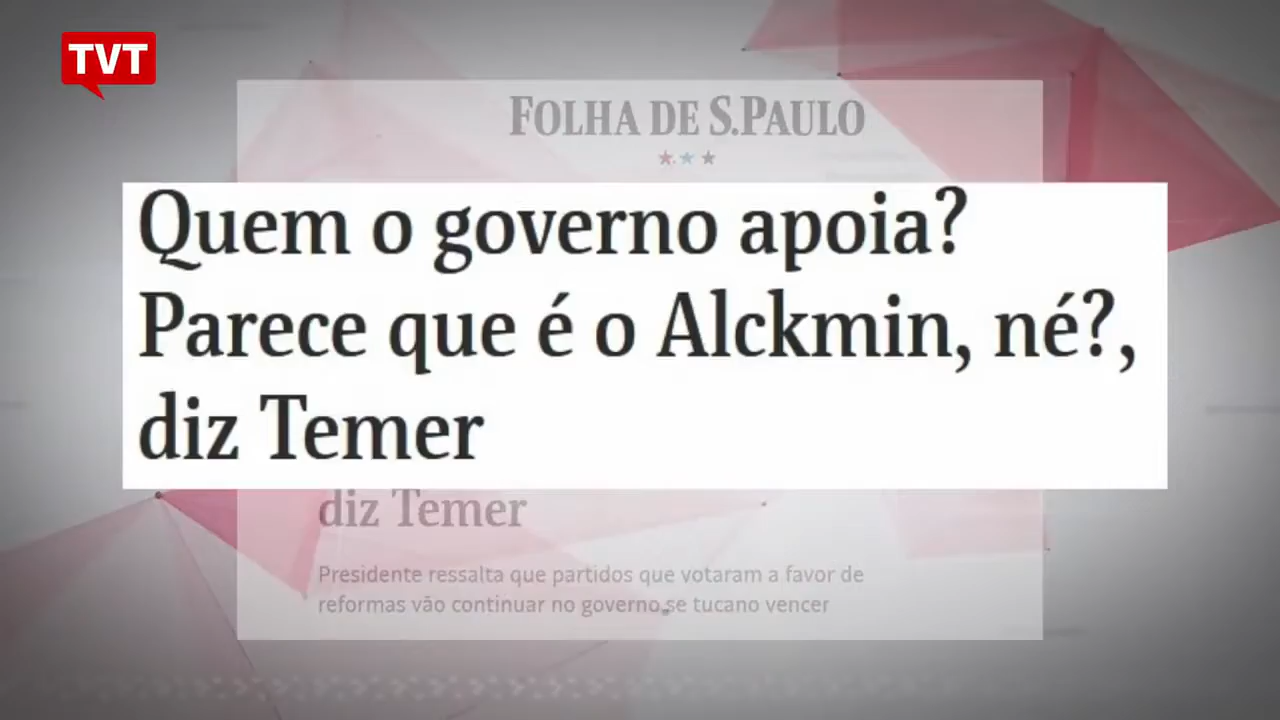 TVT
FOLHA DE S.PAULO
Quem o governo apoia?
Parece que é o Alckmin, né?,
diz Temer
diz Temer
Presidente ressalta que partidos que votaram a favor de
reformas vão continuar no governo se tucano vencer